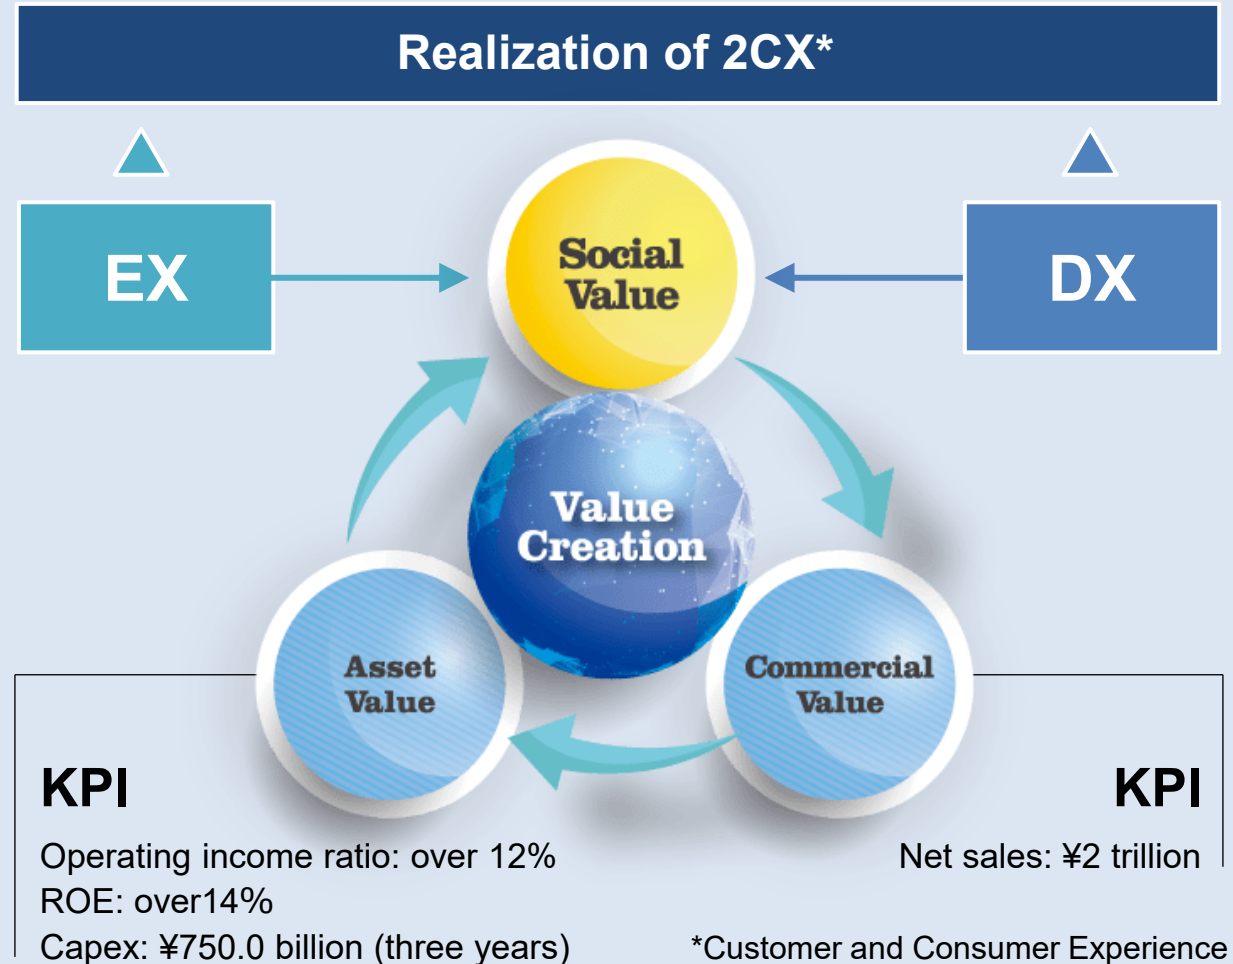 Realization of 2CX*
EX
DX
Social
Value
Value
Creation
Asset
Value
Commercial
Value
KPI
Operating income ratio: over 12%
ROE: over14%
Capex: ¥750.0 billion (three years)
KPI
Net sales: ¥2 trillion
*Customer and Consumer Experience